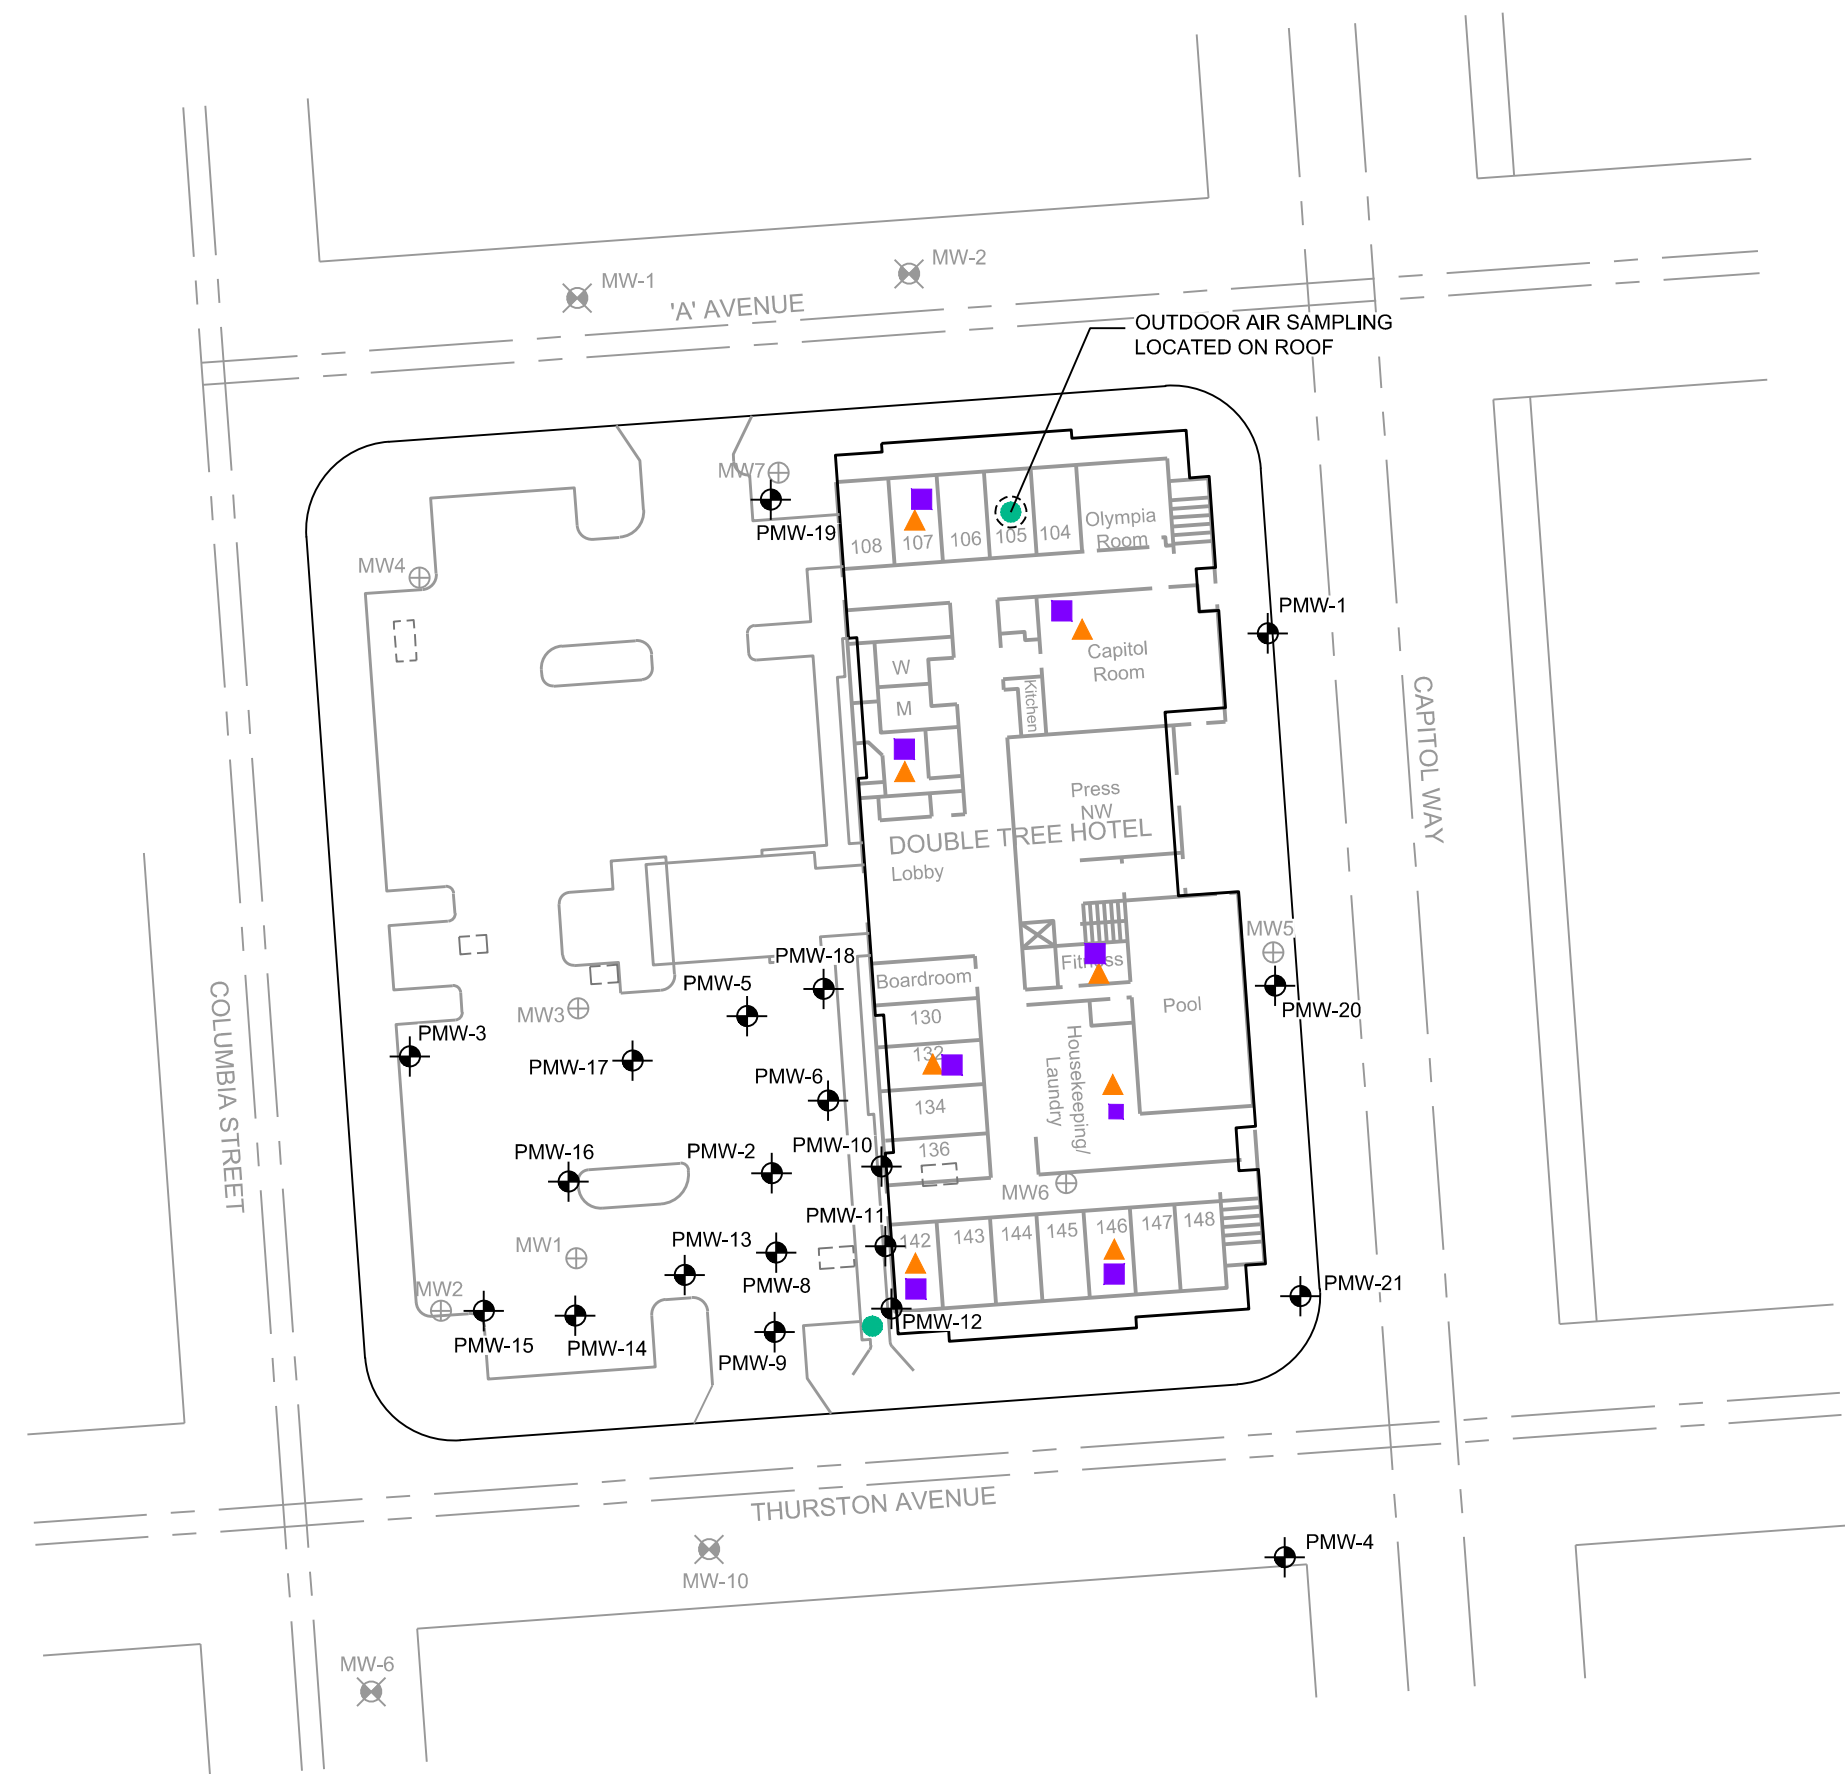 MW-2
MW-1
'A' AVENUE
OUTDOOR AIR SAMPLING
LOCATED ON ROOF
MW7
PMW-19
108
107
106
105
104
Olympia
Room
MW4
PMW-1
Capitol
Room
W
M
Kitchen
CAPITOL WAY
Press
NW
DOUBLE TREE HOTEL
Lobby
MW5
PMW-18
Boardroom
Fitness
PMW-5
PMW-20
Pool
COLUMBIA STREET
MW3
130
PMW-3
132
PMW-17
Housekeeping/
Laundry
PMW-6
134
PMW-10
136
PMW-16
PMW-2
MW6
PMW-11
142
143
144
145
146
147
148
PMW-13
MW1
PMW-8
MW2
PMW-21
PMW-12
PMW-15
PMW-14
PMW-9
THURSTON AVENUE
PMW-4
MW-10
MW-6